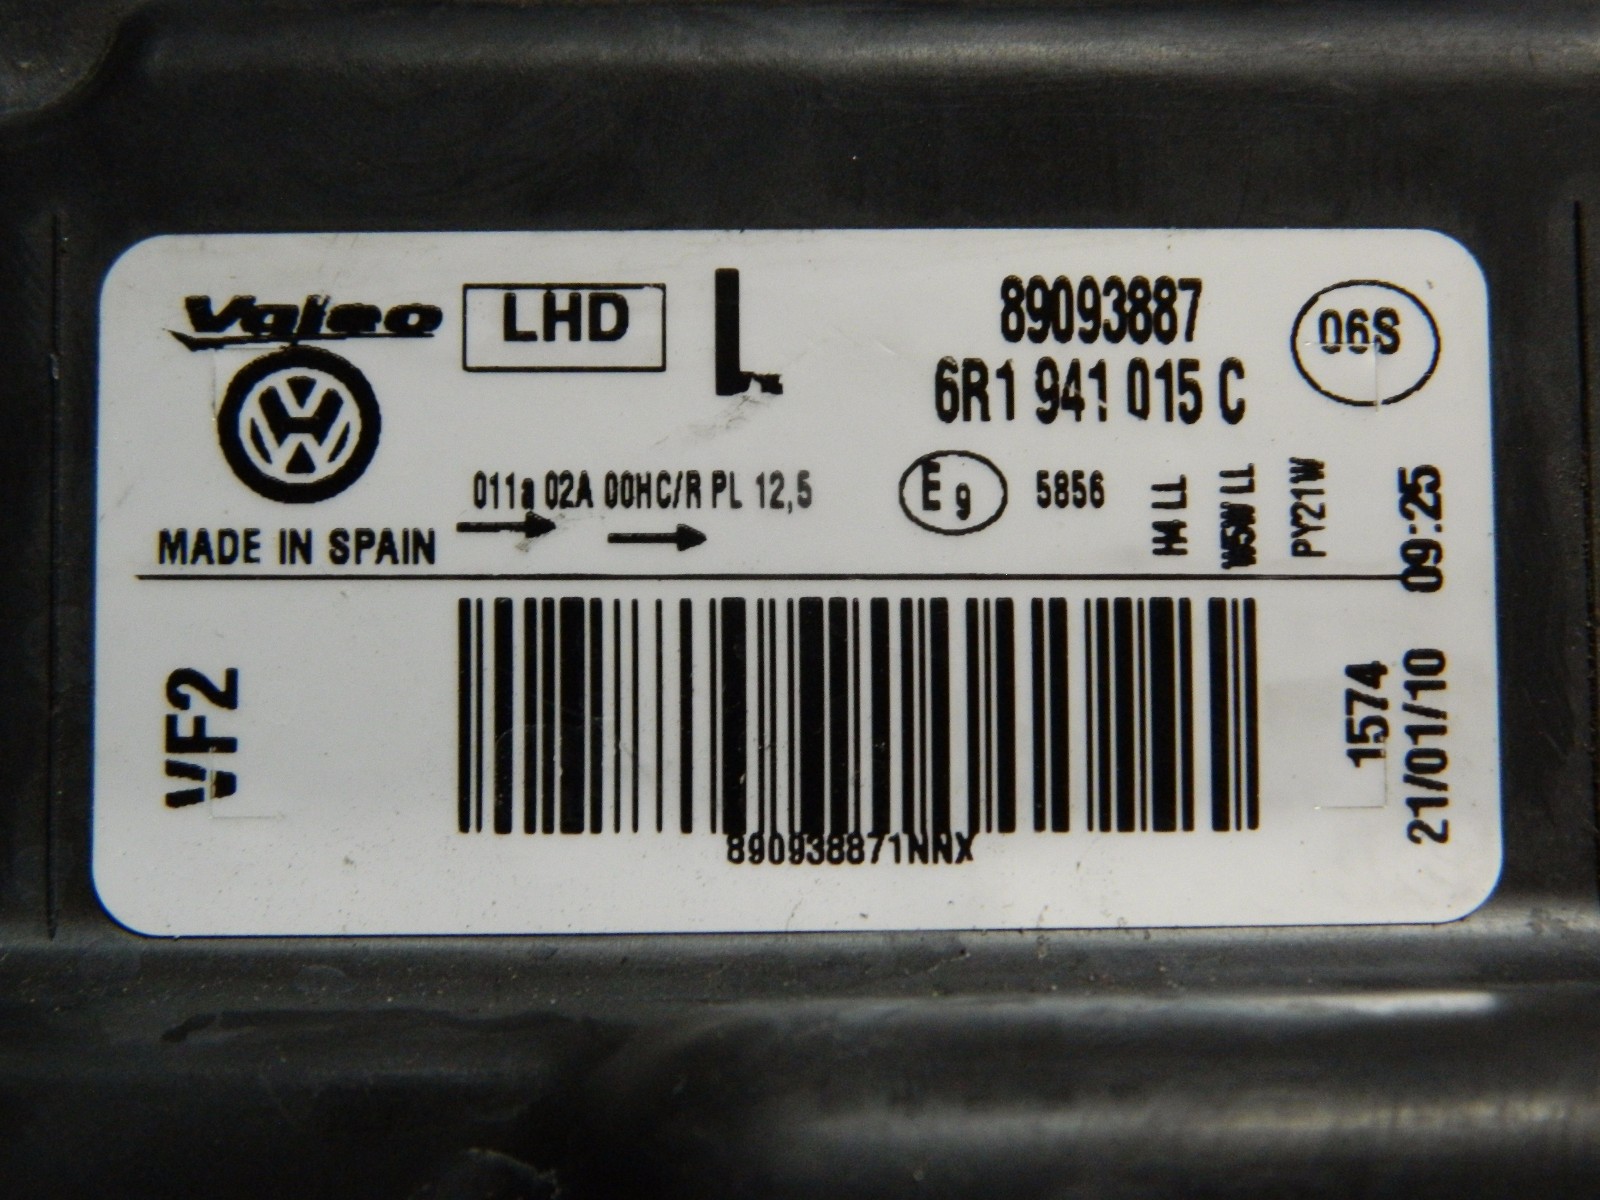 Valeo
LHD
L
89093887
06S
6R1 941 015 C
011a 02A 00HC/R PL 12,5
E9
5856
H4 LL
W5W LL
PY21W
09:25
MADE IN SPAIN
VF2
1574
21/01/10
890938871NNX